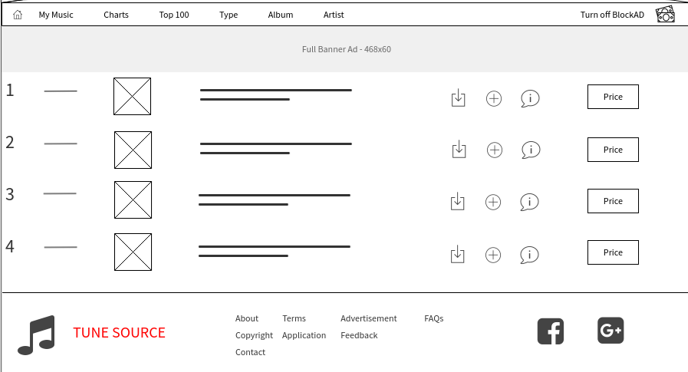 My Music Charts Top 100 Type Album Artist Turn off BlockAD
Full Banner Ad - 468x60
1 Price
2 Price
3 Price
4 Price
About Terms Advertisement FAQs
TUNE SOURCE
Copyright Application Feedback
Contact